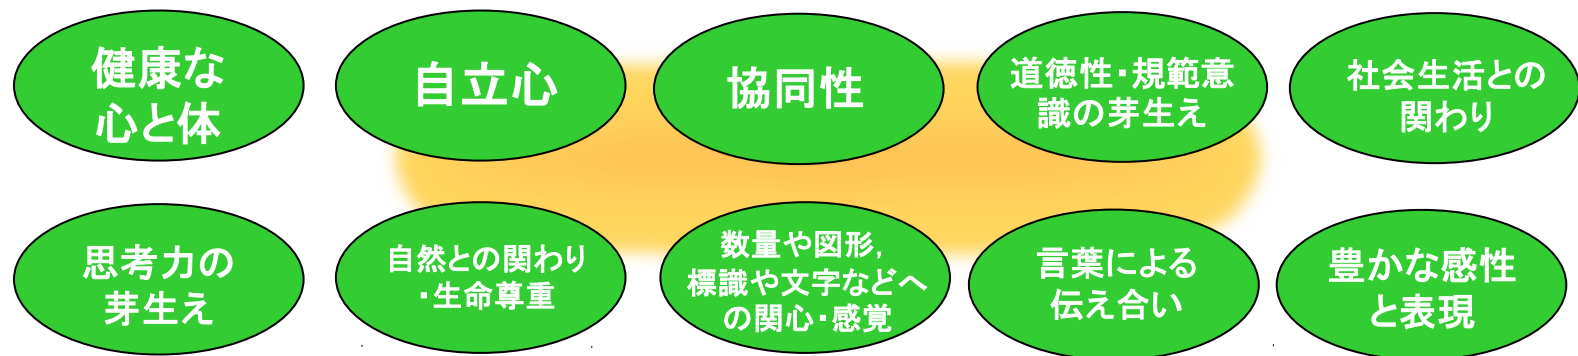 健康な
心と体
自立心
協同性
道徳性・規範意
識の芽生え
社会生活との
関わり
思考力の
芽生え
自然との関わり
・生命尊重
数量や図形，
標識や文字などへ
の関心・感覚
言葉による
伝え合い
豊かな感性
と表現